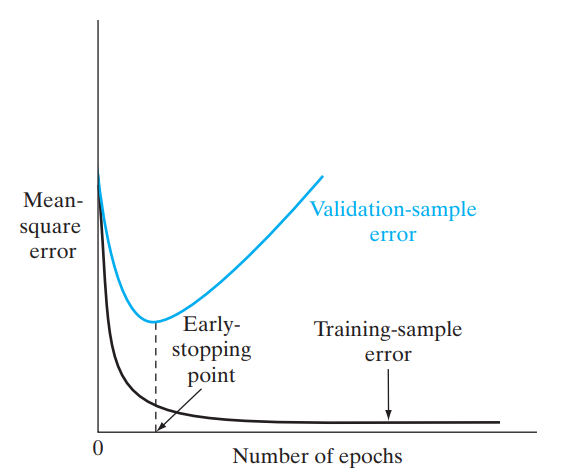 Mean-
square
error
Validation-sample
error
Early-
stopping
point
Training-sample
error
0
Number of epochs